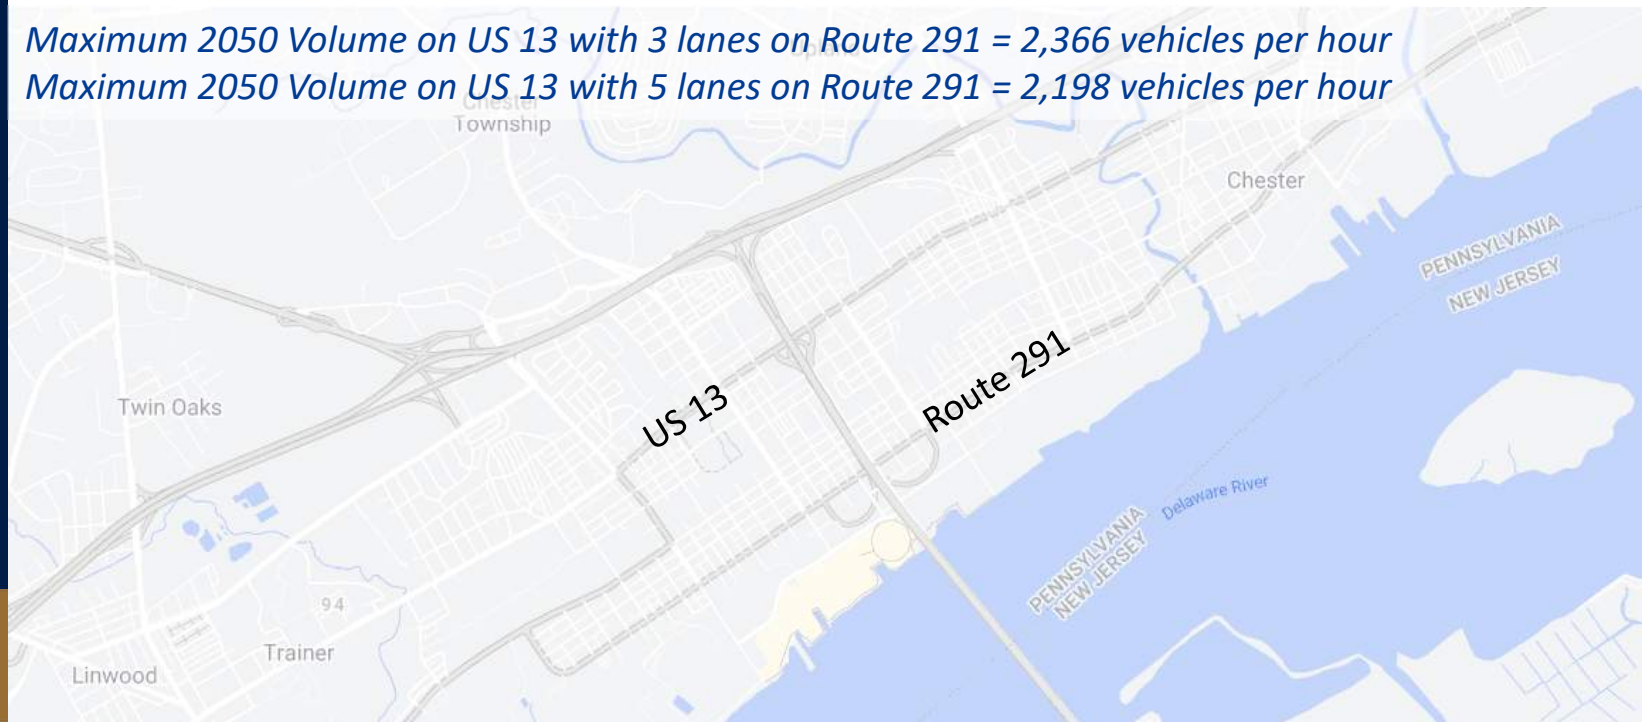 Maximum 2050 Volume on US 13 with 3 lanes on Route 291 = 2,366 vehicles per hour
Maximum 2050 Volume on US 13 with 5 lanes on Route 291 = 2,198 vehicles per hour
Upland
Chester
Township
Chester
PENNSYLVANIA
NEW JERSEY
Route 291
US 13
Twin Oaks
Delaware River
PENNSYLVANIA
NEW JERSEY
94
Trainer
Linwood